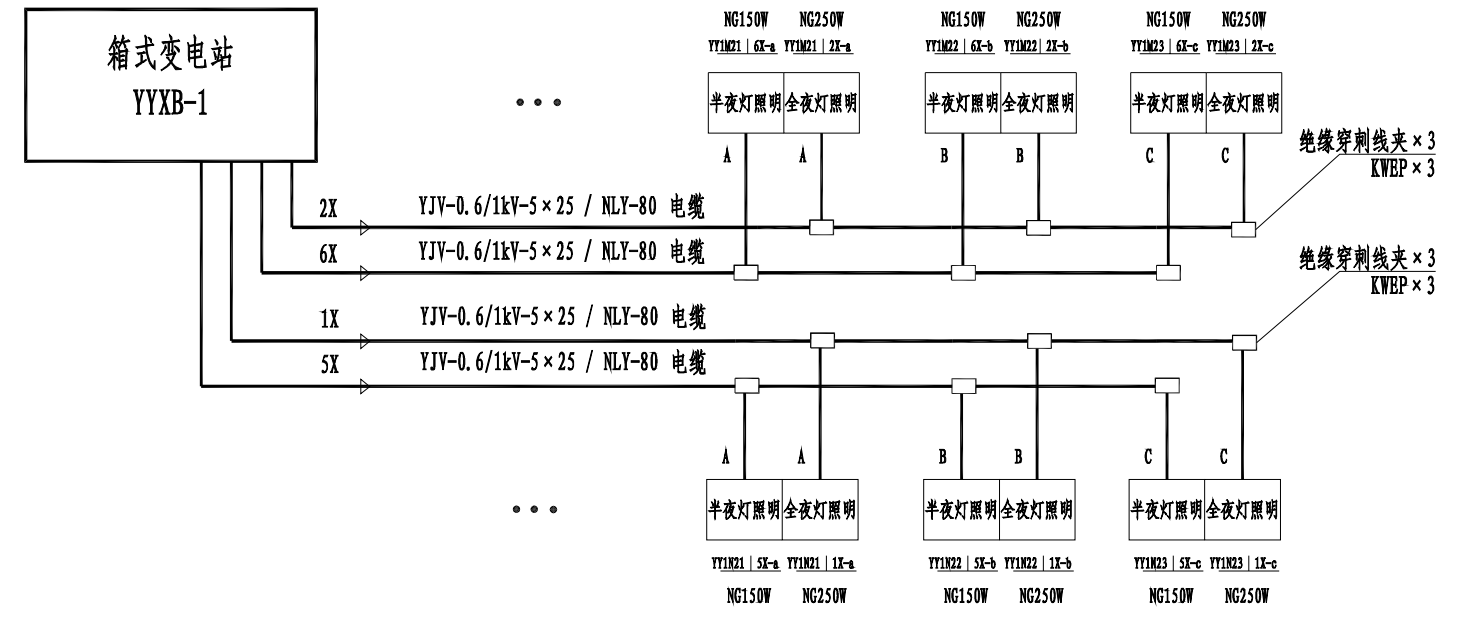 箱式变电站
YYXB-1
NG150W NG250W NG150W NG250W NG150W NG250W
YY1M21｜6X-a YY1M21｜2X-a YY1M22｜6X-b YY1M22｜2X-b YY1M23｜6X-c YY1M23｜2X-c
半夜灯照明 全夜灯照明 半夜灯照明 全夜灯照明 半夜灯照明 全夜灯照明
A A B B C C
绝缘穿刺线夹×3
KWEP×3
2X YJV-0.6/1kV-5×25 / NLY-80 电缆
6X YJV-0.6/1kV-5×25 / NLY-80 电缆
绝缘穿刺线夹×3
KWEP×3
1X YJV-0.6/1kV-5×25 / NLY-80 电缆
5X YJV-0.6/1kV-5×25 / NLY-80 电缆
A A B B C C
半夜灯照明 全夜灯照明 半夜灯照明 全夜灯照明 半夜灯照明 全夜灯照明
YY1N21｜5X-a YY1N21｜1X-a YY1N22｜5X-b YY1N22｜1X-b YY1N23｜5X-c YY1N23｜1X-c
NG150W NG250W NG150W NG250W NG150W NG250W